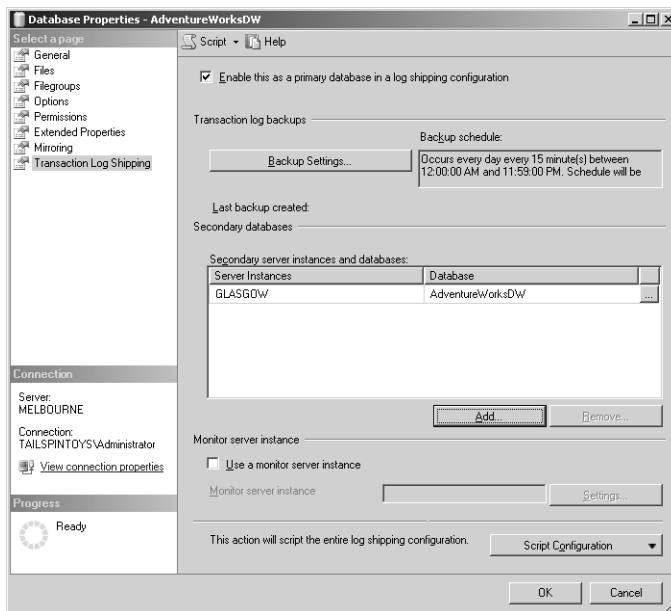 Database Properties - AdventureWorksDW
Select a page
General
Files
Filegroups
Options
Permissions
Extended Properties
Mirroring
Transaction Log Shipping
Connection
Server:
MELBOURNE
Connection:
TAILSPINTOYS\Administrator
View connection properties
Progress
Ready
Script Help
Enable this as a primary database in a log shipping configuration
Transaction log backups
Backup schedule:
Backup Settings...
Occurs every day every 15 minute(s) between
12:00:00 AM and 11:59:00 PM. Schedule will be
Last backup created:
Secondary databases
Secondary server instances and databases:
Server Instances Database
GLASGOW AdventureWorksDW ...
Add... Remove...
Monitor server instance
Use a monitor server instance
Monitor server instance Settings...
This action will script the entire log shipping configuration. Script Configuration
OK Cancel